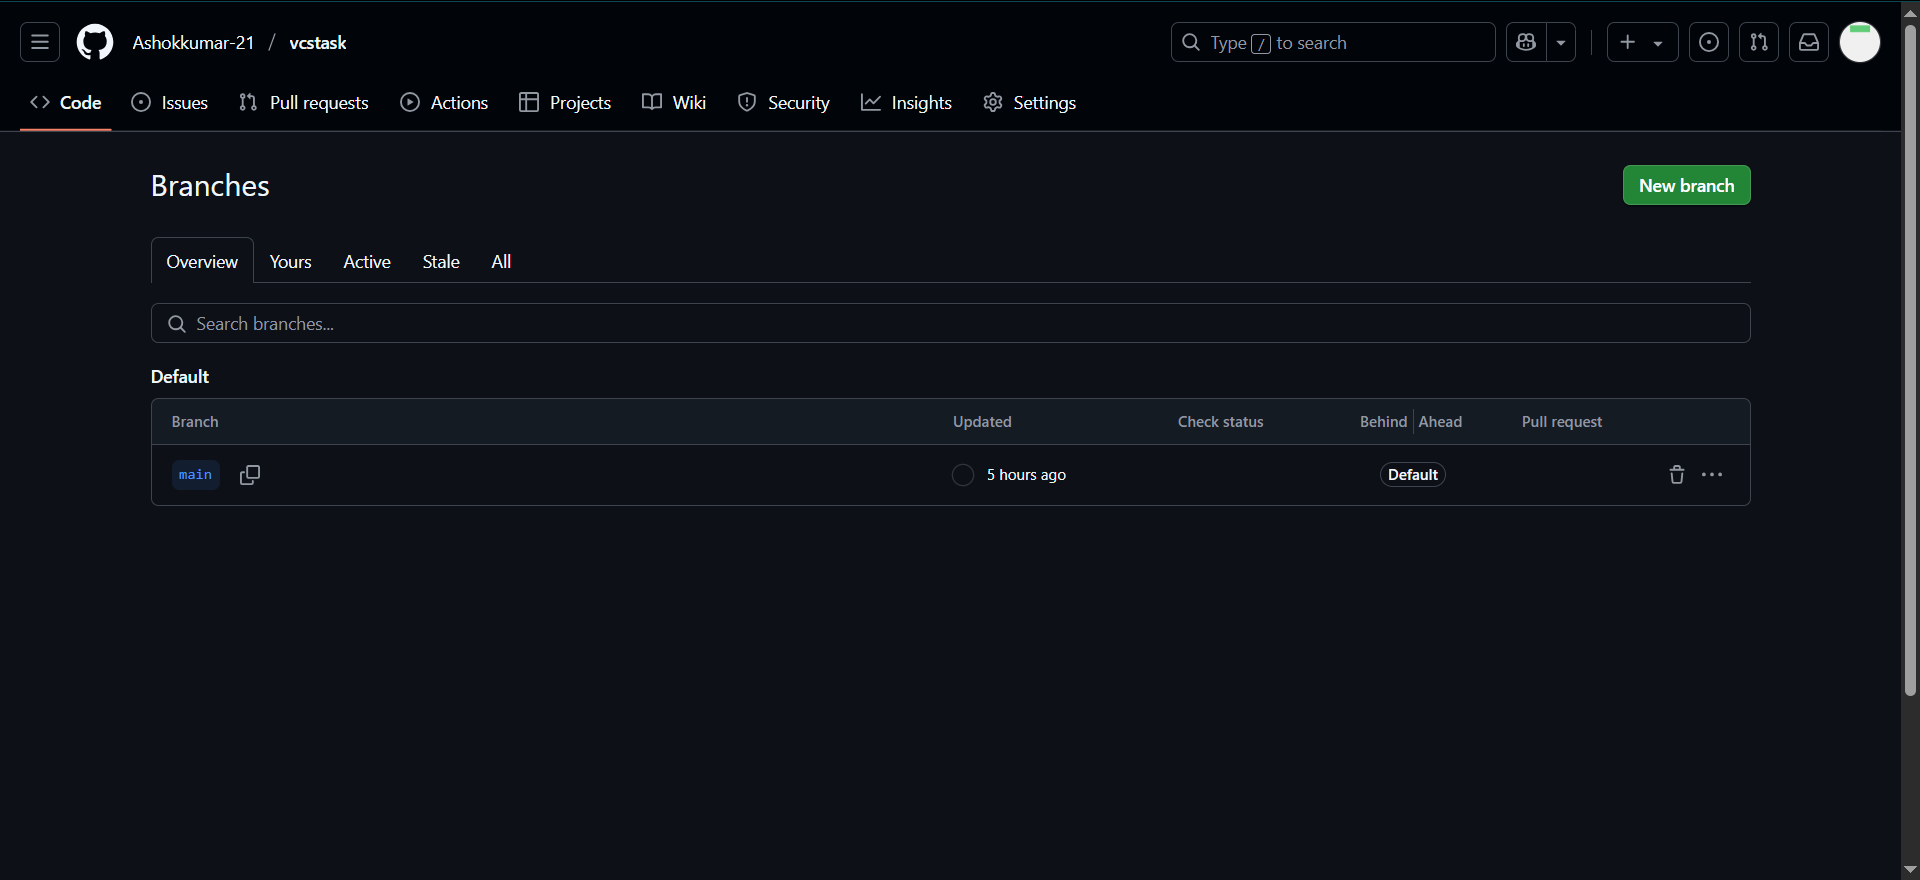 Ashokkumar-21 / vcstask
Type / to search
Code Issues Pull requests Actions Projects Wiki Security Insights Settings
Branches
New branch
Overview Yours Active Stale All
Search branches...
Default
Branch Updated Check status Behind Ahead Pull request
main 5 hours ago Default